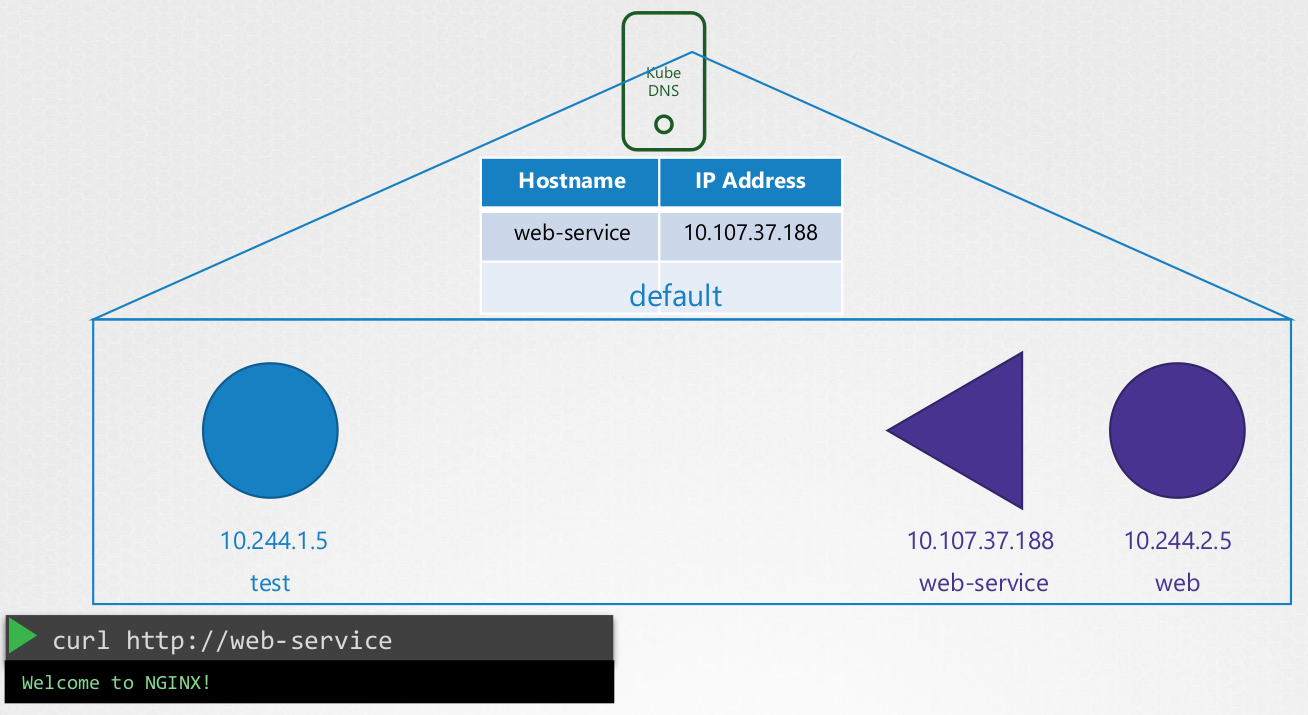 Kube
DNS
Hostname IP Address
web-service 10.107.37.188
default
10.244.1.5 10.107.37.188 10.244.2.5
test web-service web
curl http://web-service
Welcome to NGINX!